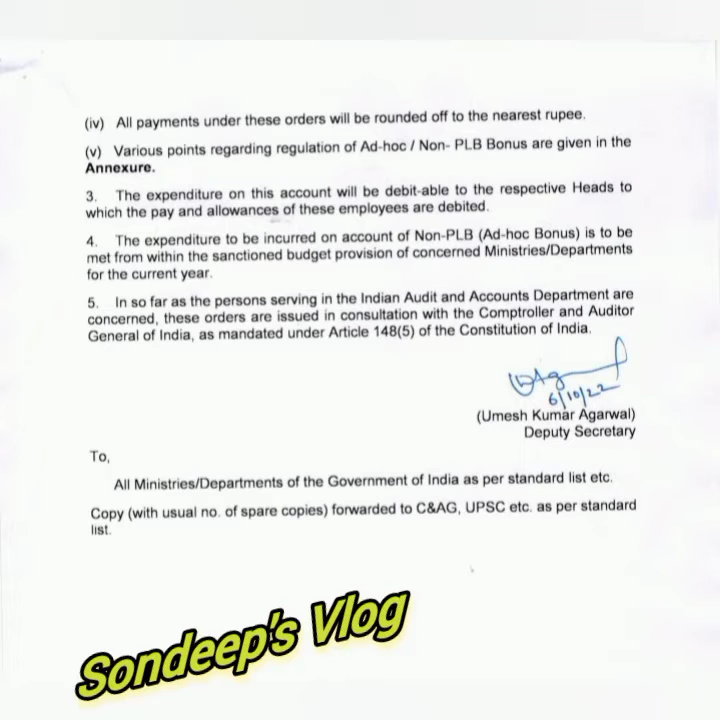 (iv) All payments under these orders will be rounded off to the nearest rupee.
(v) Various points regarding regulation of Ad-hoc / Non- PLB Bonus are given in the
Annexure.
3. The expenditure on this account will be debit-able to the respective Heads to
which the pay and allowances of these employees are debited.
4. The expenditure to be incurred on account of Non-PLB (Ad-hoc Bonus) is to be
met from within the sanctioned budget provision of concerned Ministries/Departments
for the current year.
5. In so far as the persons serving in the Indian Audit and Accounts Department are
concerned, these orders are issued in consultation with the Comptroller and Auditor
General of India, as mandated under Article 148(5) of the Constitution of India.
6/10/22
(Umesh Kumar Agarwal)
Deputy Secretary
To,
All Ministries/Departments of the Government of India as per standard list etc.
Copy (with usual no. of spare copies) forwarded to C&AG, UPSC etc. as per standard
list.
Sondeep's Vlog